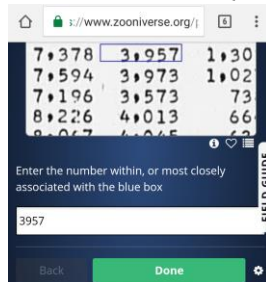 s://www.zooniverse.org/p 6
7,378 3,957 1,30
7,594 3,973 1,02
7,196 3,573 73
8,226 4,013 66
Enter the number within, or most closely
associated with the blue box
FIELD GUIDE
3957
Back Done